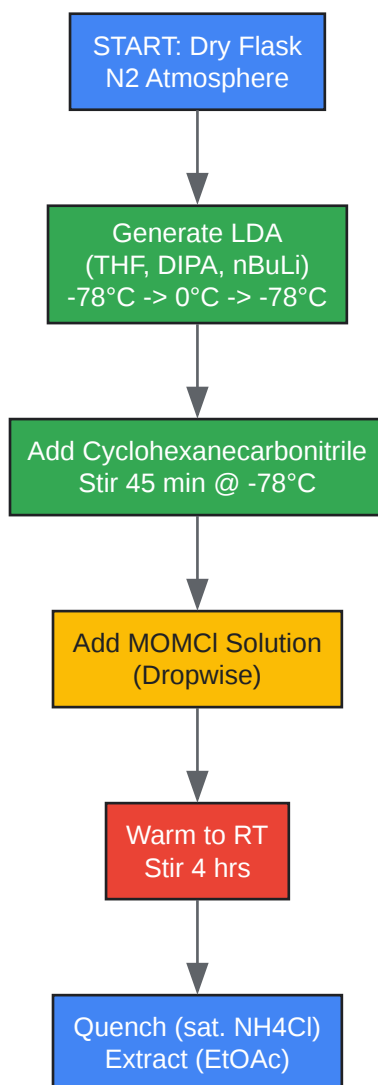 START: Dry Flask
N2 Atmosphere
Generate LDA
(THF, DIPA, nBuLi)
-78°C -> 0°C -> -78°C
Add Cyclohexanecarbonitrile
Stir 45 min @ -78°C
Add MOMCl Solution
(Dropwise)
Warm to RT
Stir 4 hrs
Quench (sat. NH4Cl)
Extract (EtOAc)